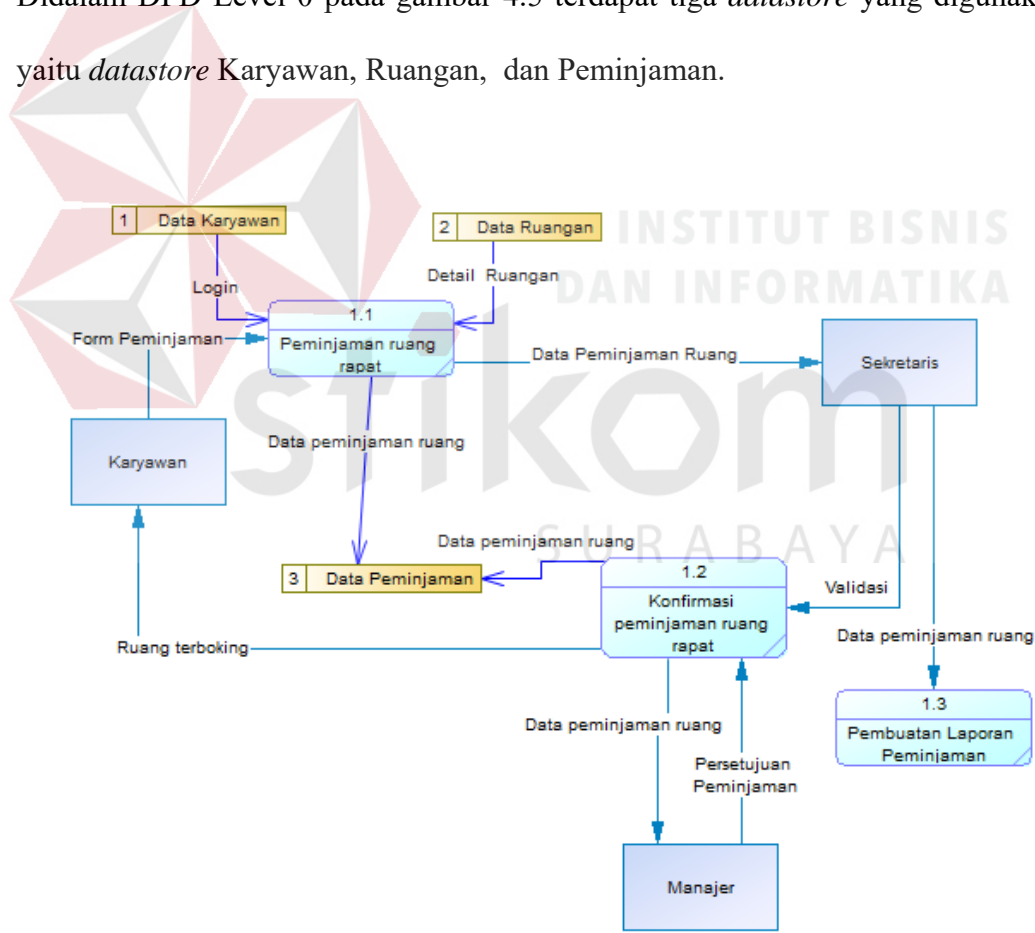 Didalam DFD Level 0 pada gambar 4.5 terdapat tiga datastore yang digunak
yaitu datastore Karyawan, Ruangan, dan Peminjaman.
INSTITUT BISNIS
DAN INFORMATIKA
stikom
SURABAYA
1 Data Karyawan
2 Data Ruangan
Login
Detail Ruangan
1.1
Peminjaman ruang
rapat
Form Peminjaman
Data Peminjaman Ruang
Sekretaris
Karyawan
Data peminjaman ruang
Data peminjaman ruang
3 Data Peminjaman
1.2
Konfirmasi
peminjaman ruang
rapat
Validasi
Ruang terboking
Data peminjaman ruang
1.3
Pembuatan Laporan
Peminjaman
Data peminjaman ruang
Persetujuan
Peminjaman
Manajer